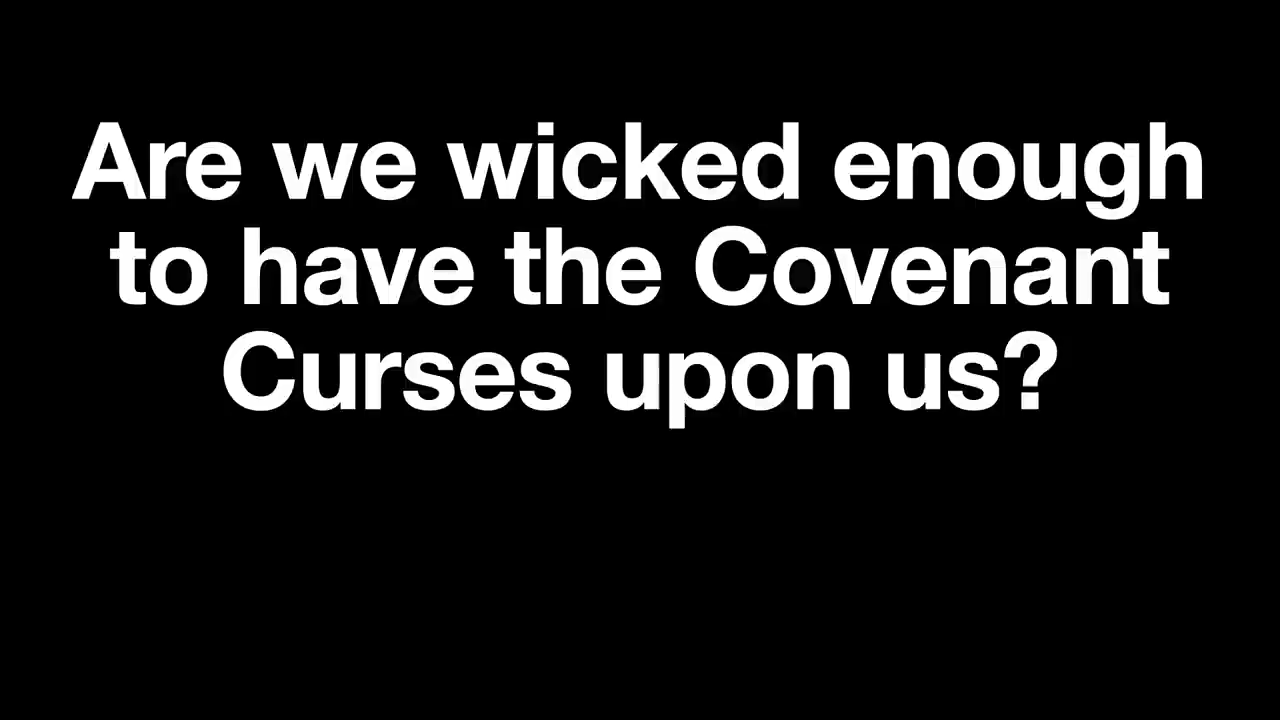 Are we wicked enough
to have the Covenant
Curses upon us?